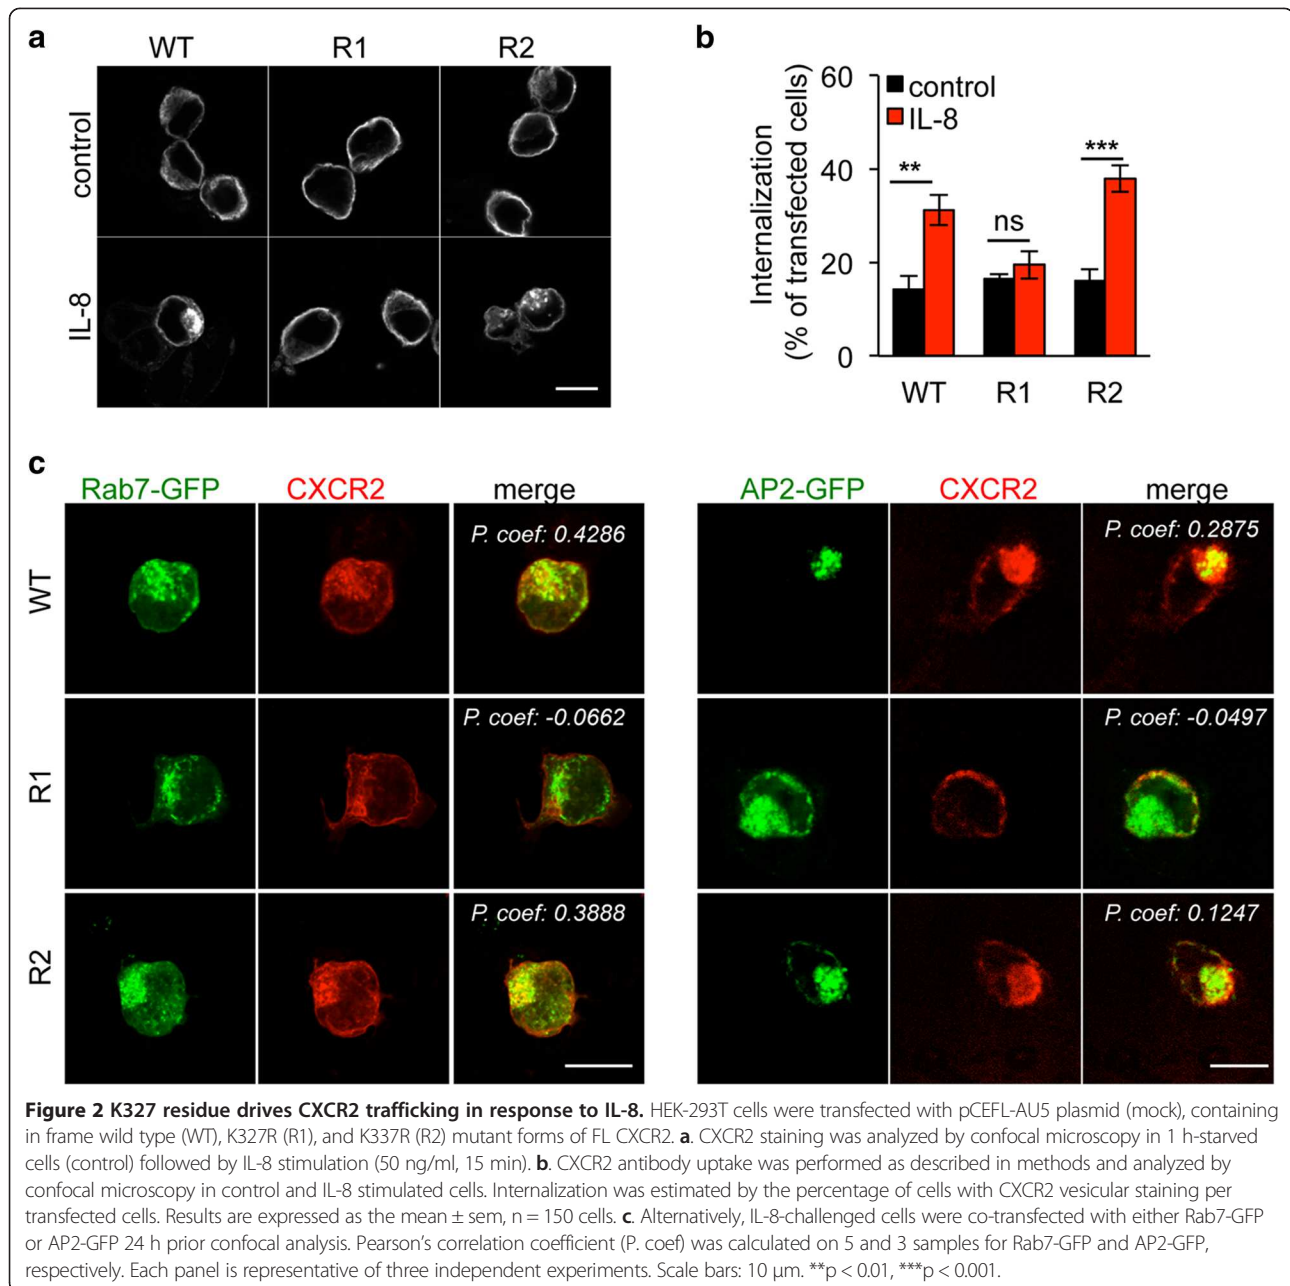 a
WT R1 R2
control
IL-8
b
Internalization
(% of transfected cells)
60
40
20
0
control
IL-8
**
ns
***
WT R1 R2
c
Rab7-GFP CXCR2 merge
AP2-GFP CXCR2 merge
WT
P. coef: 0.4286
P. coef: 0.2875
R1
P. coef: -0.0662
P. coef: -0.0497
R2
P. coef: 0.3888
P. coef: 0.1247
Figure 2 K327 residue drives CXCR2 trafficking in response to IL-8. HEK-293T cells were transfected with pCEFL-AU5 plasmid (mock), containing
in frame wild type (WT), K327R (R1), and K337R (R2) mutant forms of FL CXCR2. a. CXCR2 staining was analyzed by confocal microscopy in 1 h-starved
cells (control) followed by IL-8 stimulation (50 ng/ml, 15 min). b. CXCR2 antibody uptake was performed as described in methods and analyzed by
confocal microscopy in control and IL-8 stimulated cells. Internalization was estimated by the percentage of cells with CXCR2 vesicular staining per
transfected cells. Results are expressed as the mean ± sem, n = 150 cells. c. Alternatively, IL-8-challenged cells were co-transfected with either Rab7-GFP
or AP2-GFP 24 h prior confocal analysis. Pearson's correlation coefficient (P. coef) was calculated on 5 and 3 samples for Rab7-GFP and AP2-GFP,
respectively. Each panel is representative of three independent experiments. Scale bars: 10 μm. **p < 0.01, ***p < 0.001.